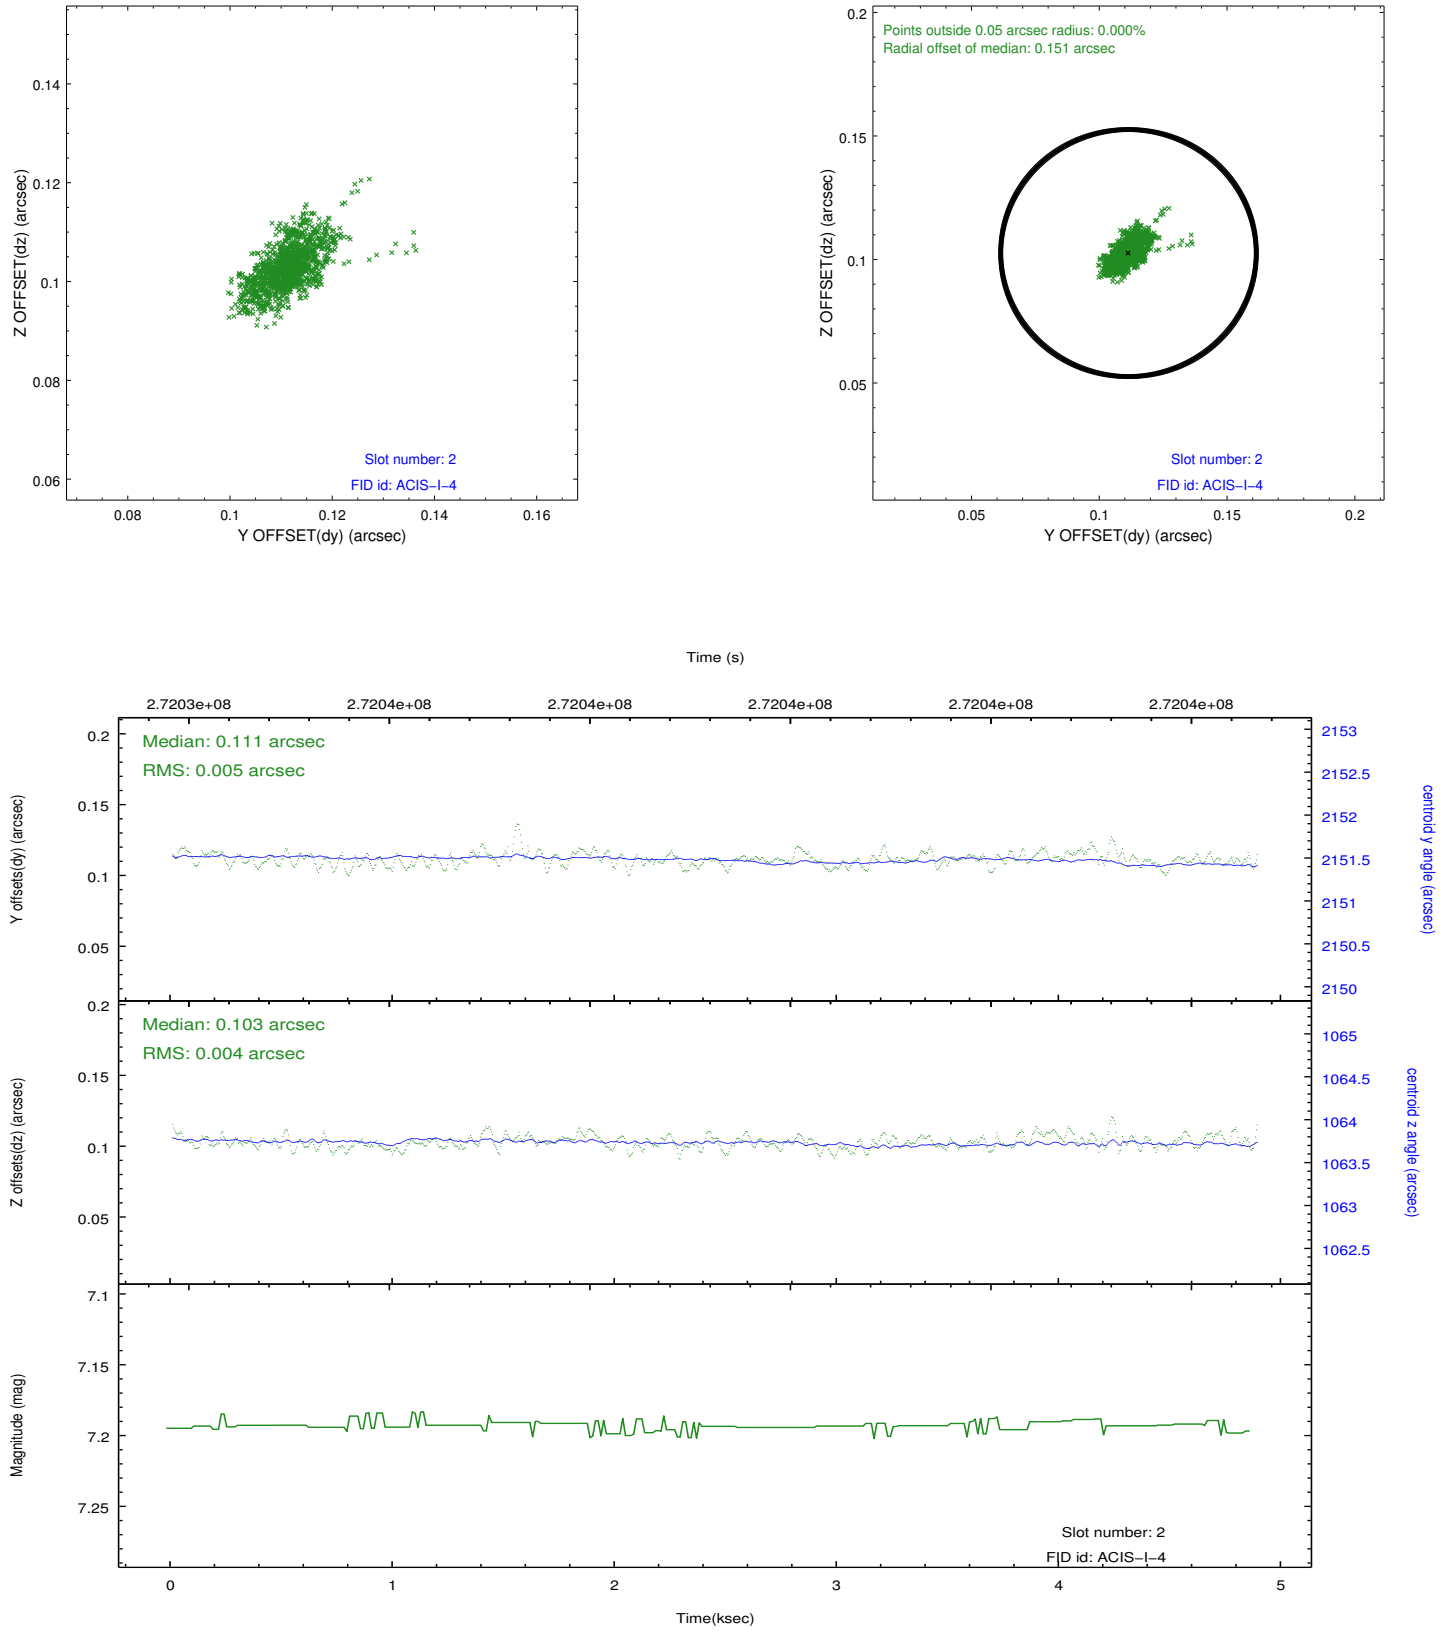 0.14
0.12
0.1
0.08
0.06
Z OFFSET(dz) (arcsec)
Slot number: 2
FID id: ACIS−I−4
0.08 0.1 0.12 0.14 0.16
Y OFFSET(dy) (arcsec)
Points outside 0.05 arcsec radius: 0.000%
Radial offset of median: 0.151 arcsec
0.2
0.15
0.1
0.05
Z OFFSET(dz) (arcsec)
Slot number: 2
FID id: ACIS−I−4
0.05 0.1 0.15 0.2
Y OFFSET(dy) (arcsec)
Time (s)
2.7203e+08 2.7204e+08 2.7204e+08 2.7204e+08 2.7204e+08 2.7204e+08
Median: 0.111 arcsec
RMS: 0.005 arcsec
0.2
0.15
0.1
0.05
Y offsets(dy) (arcsec)
2153
2152.5
2152
2151.5
2151
2150.5
2150
centroid y angle (arcsec)
Median: 0.103 arcsec
RMS: 0.004 arcsec
0.2
0.15
0.1
0.05
Z offsets(dz) (arcsec)
1065
1064.5
1064
1063.5
1063
1062.5
centroid z angle (arcsec)
7.1
7.15
7.2
7.25
Magnitude (mag)
Slot number: 2
FID id: ACIS−I−4
0 1 2 3 4 5
Time(ksec)